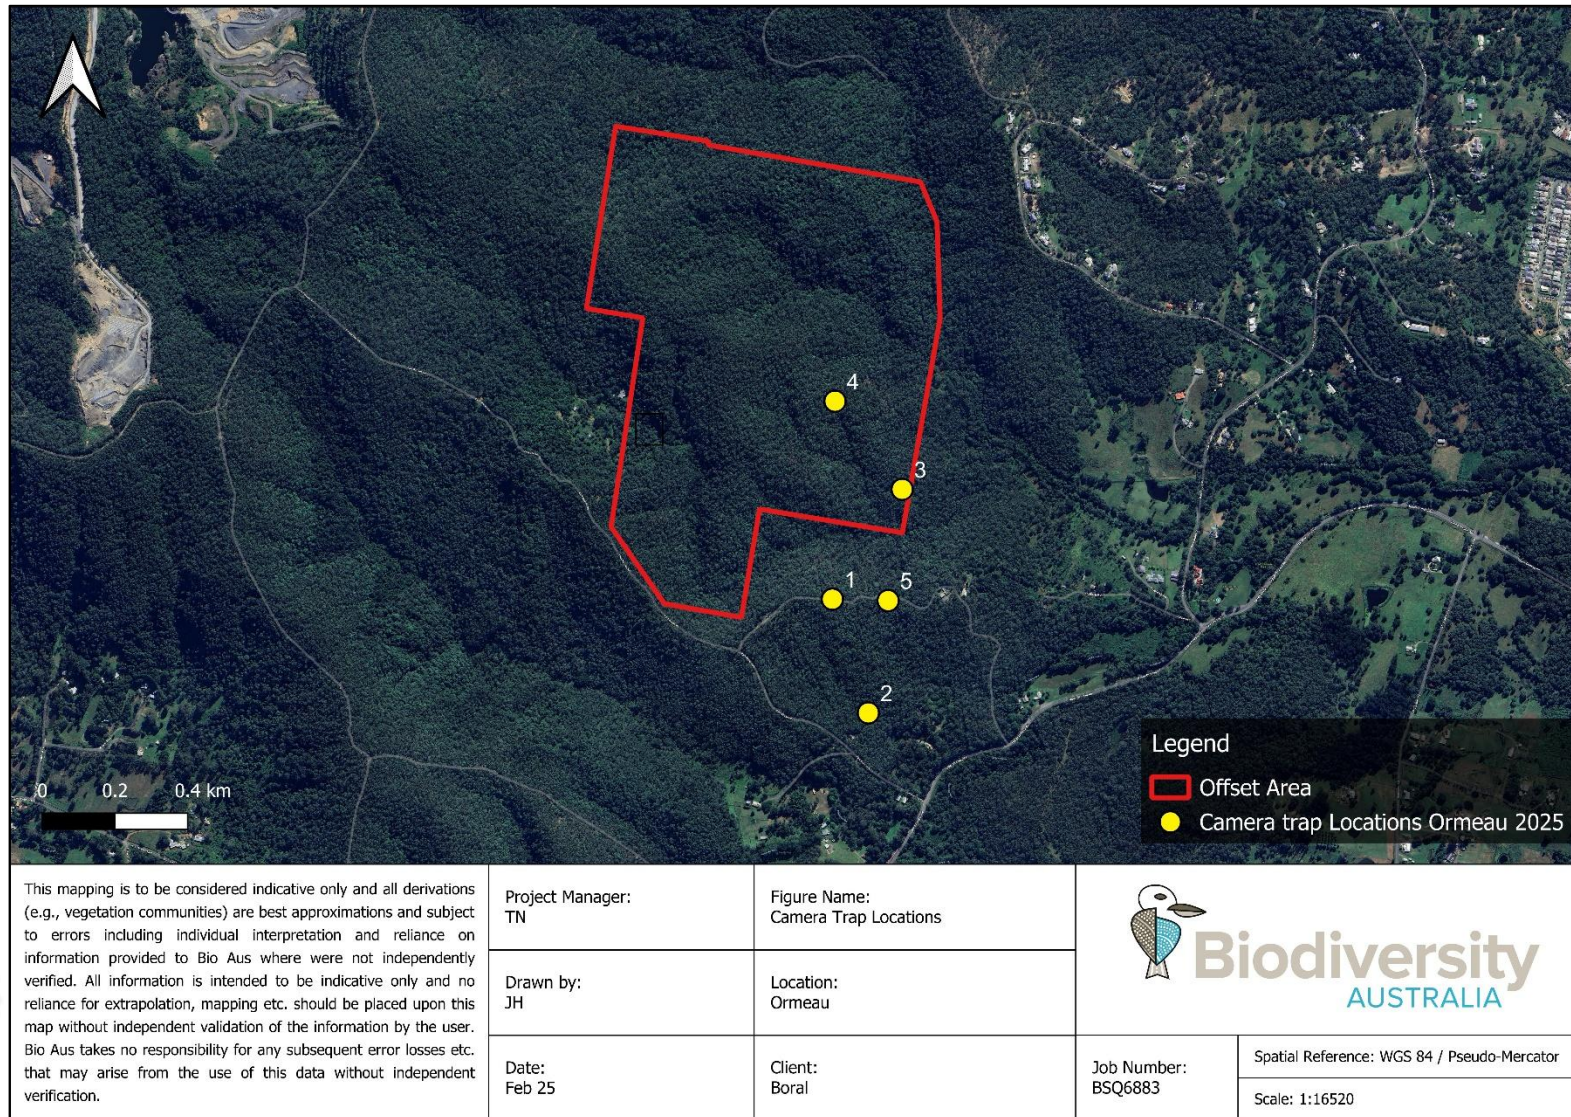 4
3
1
5
2
0 0.2 0.4 km
Legend
Offset Area
Camera trap Locations Ormeau 2025
This mapping is to be considered indicative only and all derivations
(e.g., vegetation communities) are best approximations and subject
to errors including individual interpretation and reliance on
information provided to Bio Aus where were not independently
verified. All information is intended to be indicative only and no
reliance for extrapolation, mapping etc. should be placed upon this
map without independent validation of the information by the user.
Bio Aus takes no responsibility for any subsequent error losses etc.
that may arise from the use of this data without independent
verification.
Project Manager:
TN
Figure Name:
Camera Trap Locations
Drawn by:
JH
Location:
Ormeau
Date:
Feb 25
Client:
Boral
Biodiversity
AUSTRALIA
Job Number:
BSQ6883
Spatial Reference: WGS 84 / Pseudo-Mercator
Scale: 1:16520